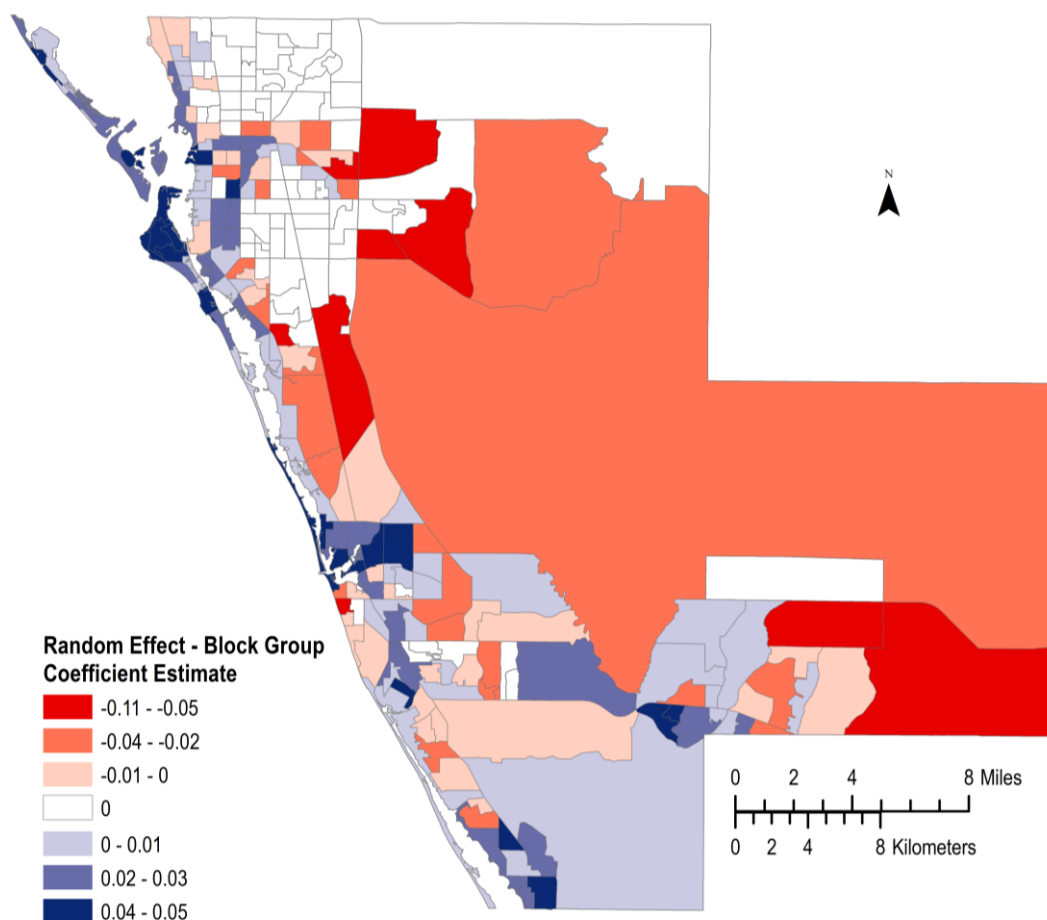 N
Random Effect - Block Group
Coefficient Estimate
-0.11 - -0.05
-0.04 - -0.02
-0.01 - 0
0
0 - 0.01
0.02 - 0.03
0.04 - 0.05
0 2 4 8 Miles
0 2 4 8 Kilometers